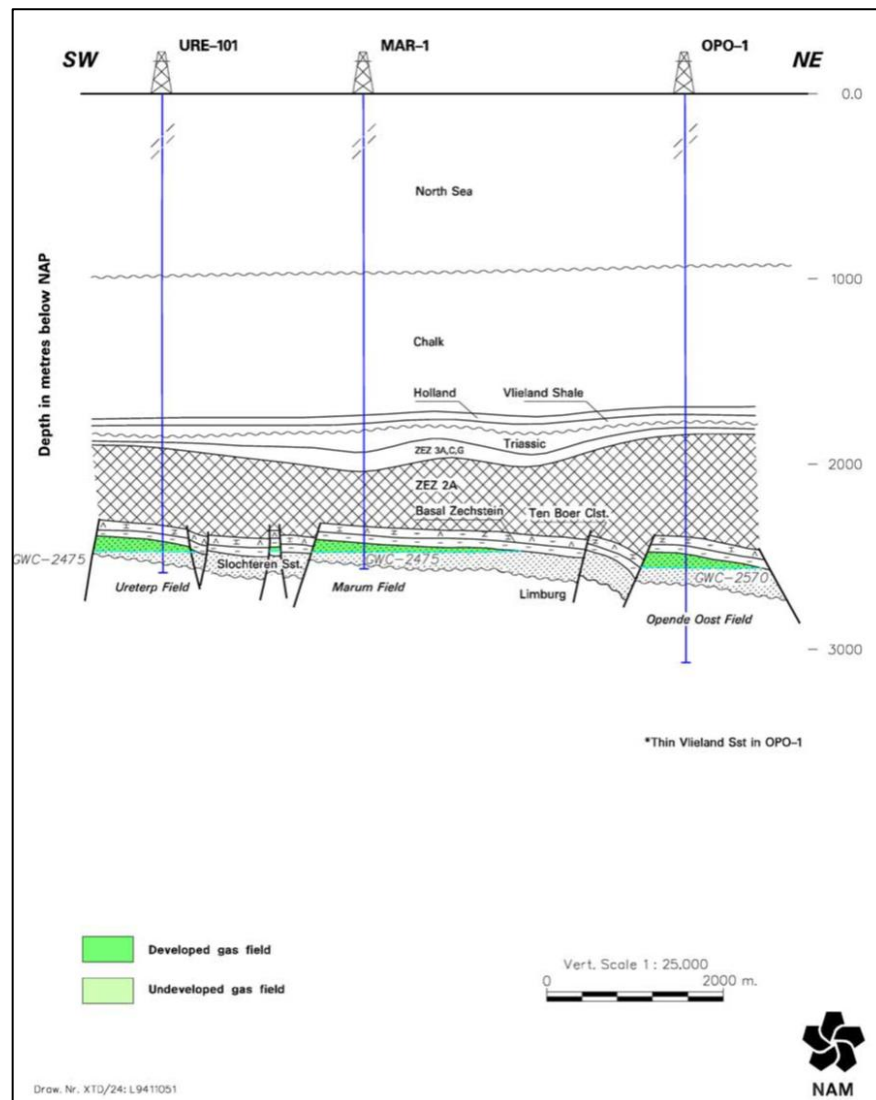 URE–101
MAR–1
OPO–1
SW
NE
0.0
North Sea
Depth in metres below NAP
1000
Chalk
Holland
Vlieland Shale
Triassic
ZEZ 3A,C,G
2000
ZEZ 2A
Basal Zechstein
Ten Boer Clst.
GWC–2475
Slochteren Sst.
GWC–2475
GWC–2570
Ureterp Field
Marum Field
Limburg
Opende Oost Field
3000
*Thin Vlieland Sst in OPO–1
Developed gas field
Undeveloped gas field
Vert. Scale 1 : 25.000
0
2000 m.
NAM
Draw. Nr. XTD/24: L9411051